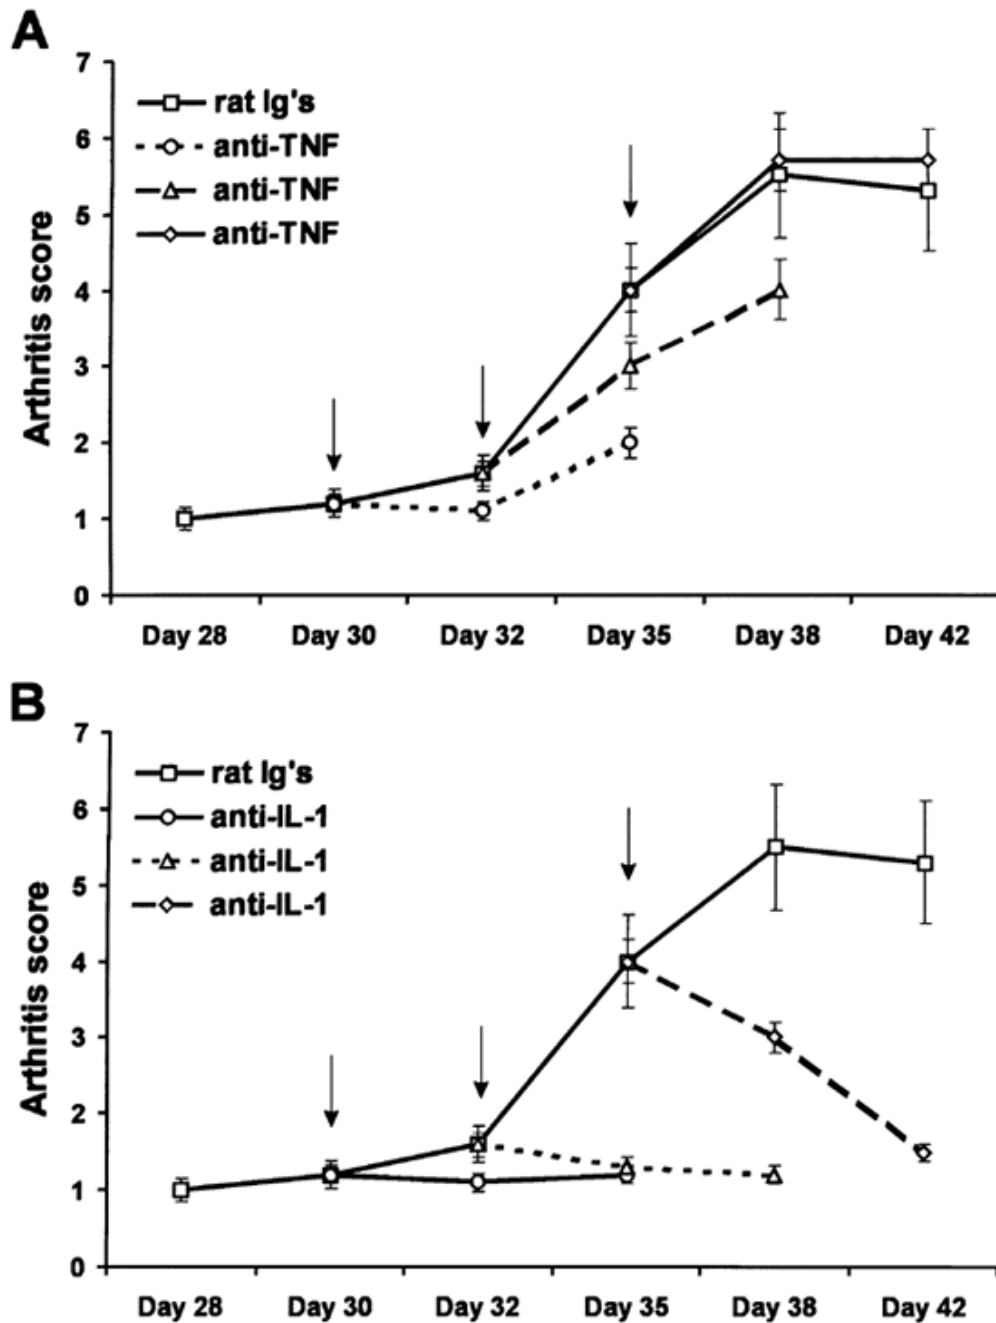 A
7
rat Ig's
anti-TNF
6
anti-TNF
anti-TNF
5
4
3
2
1
0
Arthritis score
Day 28 Day 30 Day 32 Day 35 Day 38 Day 42
B
7
rat Ig's
6
anti-IL-1
anti-IL-1
anti-IL-1
5
4
3
2
1
0
Arthritis score
Day 28 Day 30 Day 32 Day 35 Day 38 Day 42